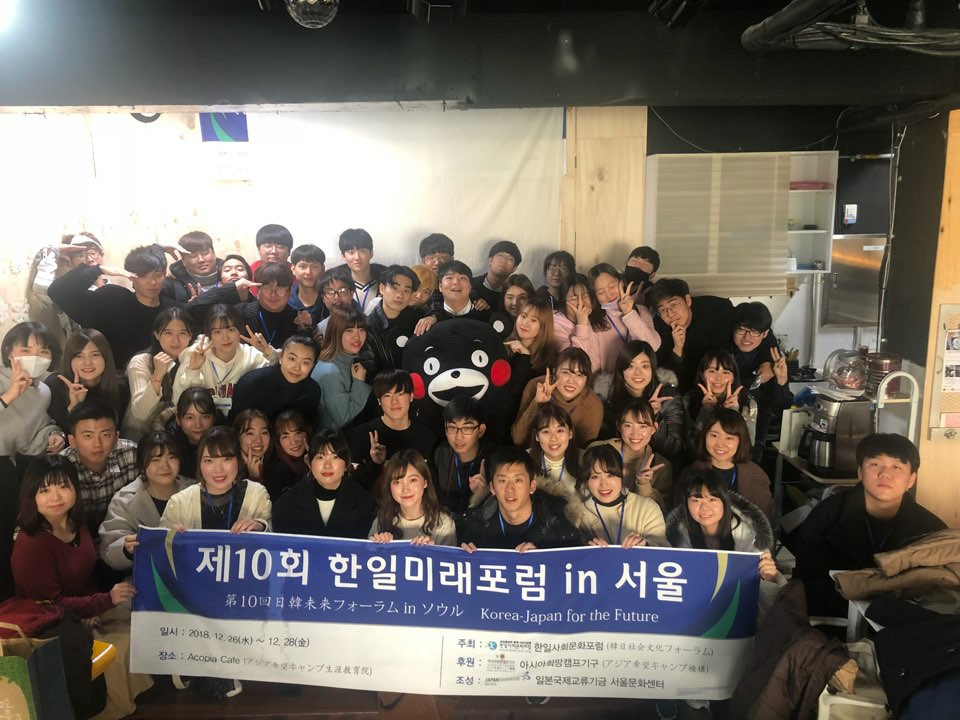 제10회 한일미래포럼 in 서울
第10回日韓未来フォーラム in ソウル Korea-Japan for the Future
일시 : 2018. 12. 26(水) ~ 12. 28(金)
장소 : Acopia Cafe (アジア希望キャンプ生涯教育院)
주최 : 한일사회문화포럼 (韓日社会文化フォーラム)
후원 : 아시아희망캠프기구 (アジア希望キャンプ機構)
조성 : JAPANFOUNDATION 일본국제교류기금 서울문화센터